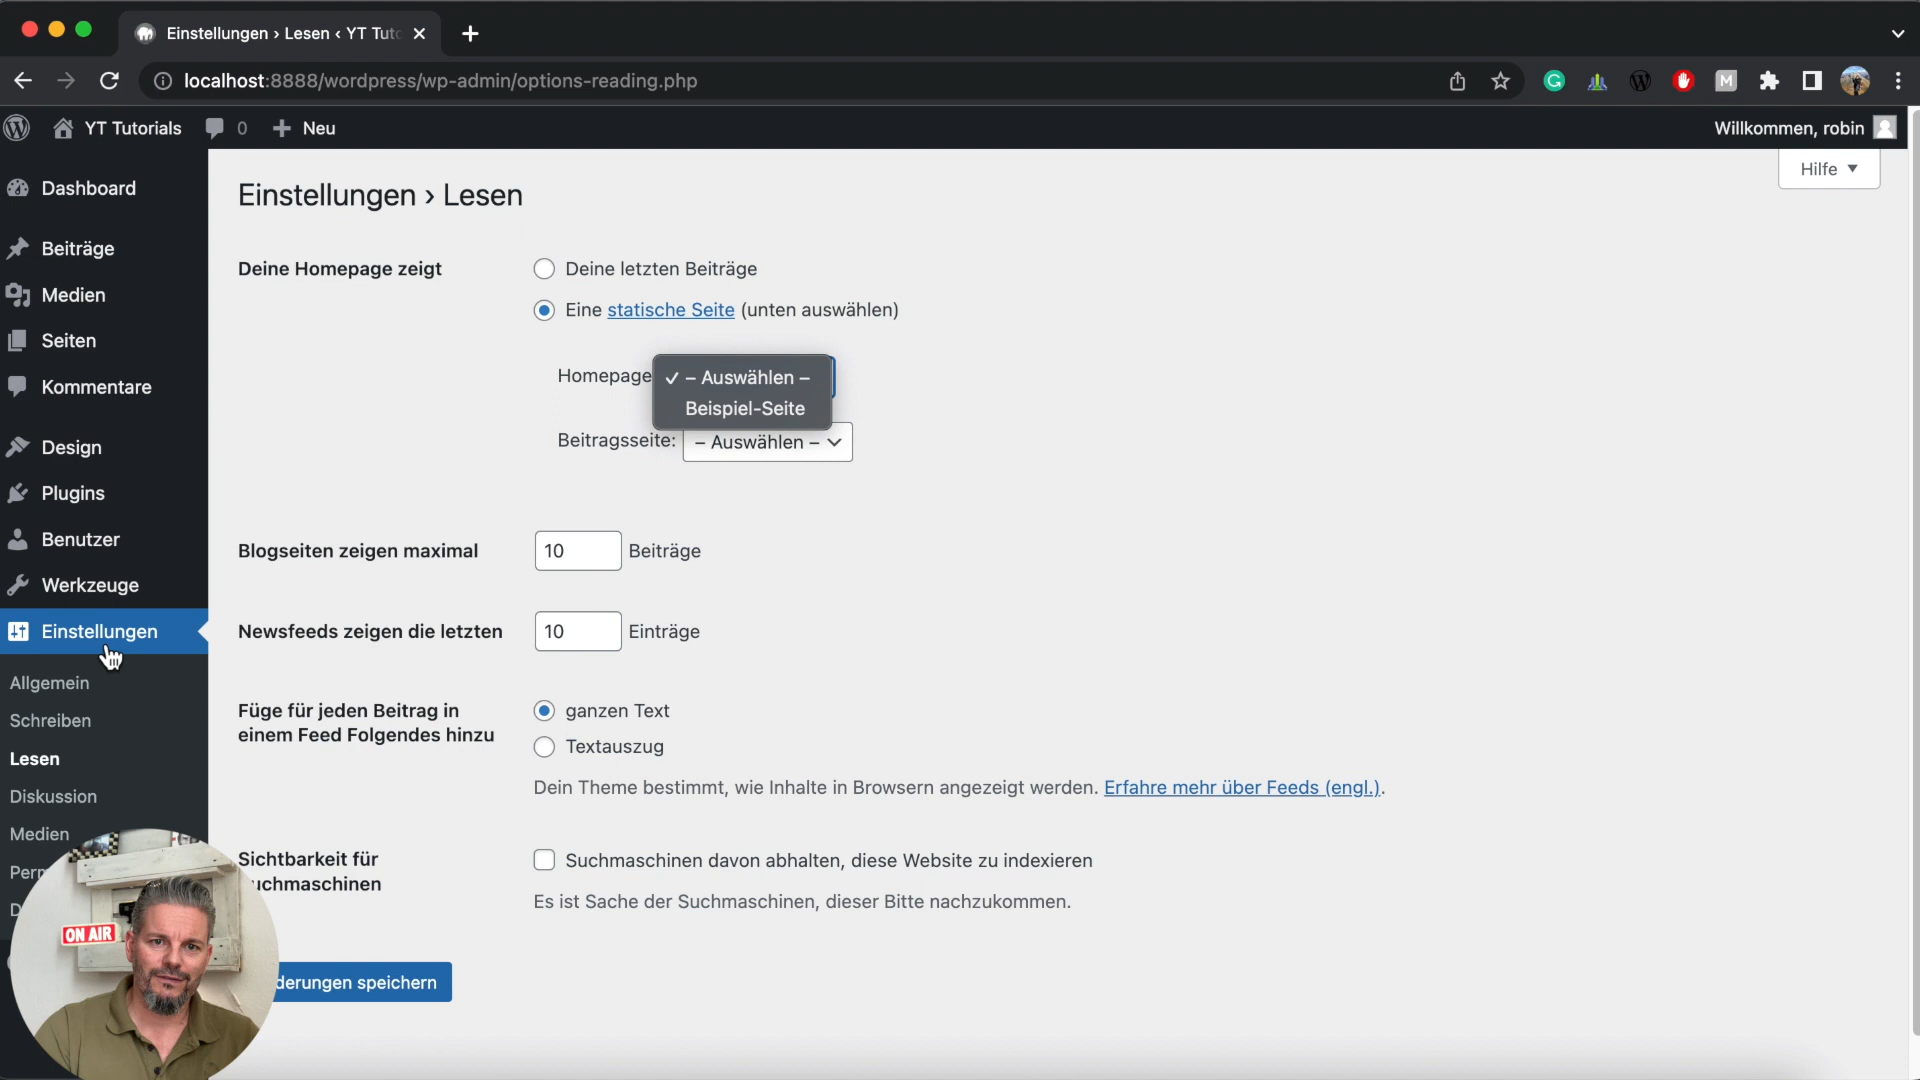 Einstellungen › Lesen ‹ YT Tuto
localhost:8888/wordpress/wp-admin/options-reading.php
YT Tutorials
0
Neu
Willkommen, robin
Hilfe
Dashboard
Beiträge
Medien
Seiten
Kommentare
Design
Plugins
Benutzer
Werkzeuge
Einstellungen
Allgemein
Schreiben
Lesen
Diskussion
Medien
Einstellungen › Lesen
Deine Homepage zeigt
Deine letzten Beiträge
Eine statische Seite (unten auswählen)
Homepage
✓ – Auswählen –
Beispiel-Seite
Beitragsseite: – Auswählen –
Blogseiten zeigen maximal 10 Beiträge
Newsfeeds zeigen die letzten 10 Einträge
Füge für jeden Beitrag in
einem Feed Folgendes hinzu
ganzen Text
Textauszug
Dein Theme bestimmt, wie Inhalte in Browsern angezeigt werden. Erfahre mehr über Feeds (engl.).
Sichtbarkeit für
uchmaschinen
Suchmaschinen davon abhalten, diese Website zu indexieren
Es ist Sache der Suchmaschinen, dieser Bitte nachzukommen.
derungen speichern
ON AIR